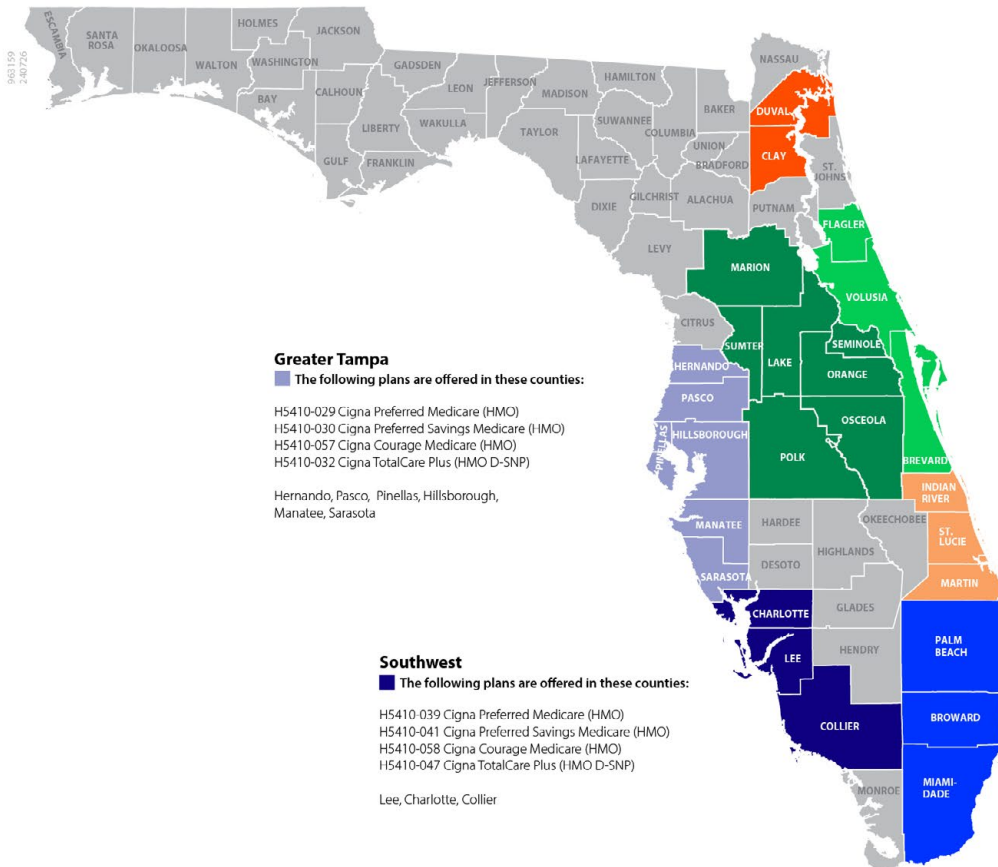 963159
240726
ESCAMBIA
SANTA
ROSA
OKALOOSA
WALTON
HOLMES
WASHINGTON
BAY
JACKSON
CALHOUN
GULF
LIBERTY
FRANKLIN
GADSDEN
LEON
WAKULLA
JEFFERSON
MADISON
TAYLOR
HAMILTON
SUWANNEE
LAFAYETTE
DIXIE
COLUMBIA
GILCHRIST
LEVY
BAKER
UNION
BRADFORD
ALACHUA
NASSAU
DUVAL
CLAY
ST.
JOHNS
PUTNAM
FLAGLER
MARION
VOLUSIA
CITRUS
SUMTER
LAKE
SEMINOLE
ORANGE
HERNANDO
PASCO
OSCEOLA
PINELLAS
HILLSBOROUGH
POLK
BREVARD
INDIAN
RIVER
MANATEE
HARDEE
HIGHLANDS
OKEECHOBEE
ST.
LUCIE
SARASOTA
DESOTO
MARTIN
CHARLOTTE
GLADES
LEE
HENDRY
PALM
BEACH
COLLIER
BROWARD
MONROE
MIAMI-
DADE
Greater Tampa
The following plans are offered in these counties:
H5410-029 Cigna Preferred Medicare (HMO)
H5410-030 Cigna Preferred Savings Medicare (HMO)
H5410-057 Cigna Courage Medicare (HMO)
H5410-032 Cigna TotalCare Plus (HMO D-SNP)
Hernando, Pasco, Pinellas, Hillsborough,
Manatee, Sarasota
Southwest
The following plans are offered in these counties:
H5410-039 Cigna Preferred Medicare (HMO)
H5410-041 Cigna Preferred Savings Medicare (HMO)
H5410-058 Cigna Courage Medicare (HMO)
H5410-047 Cigna TotalCare Plus (HMO D-SNP)
Lee, Charlotte, Collier